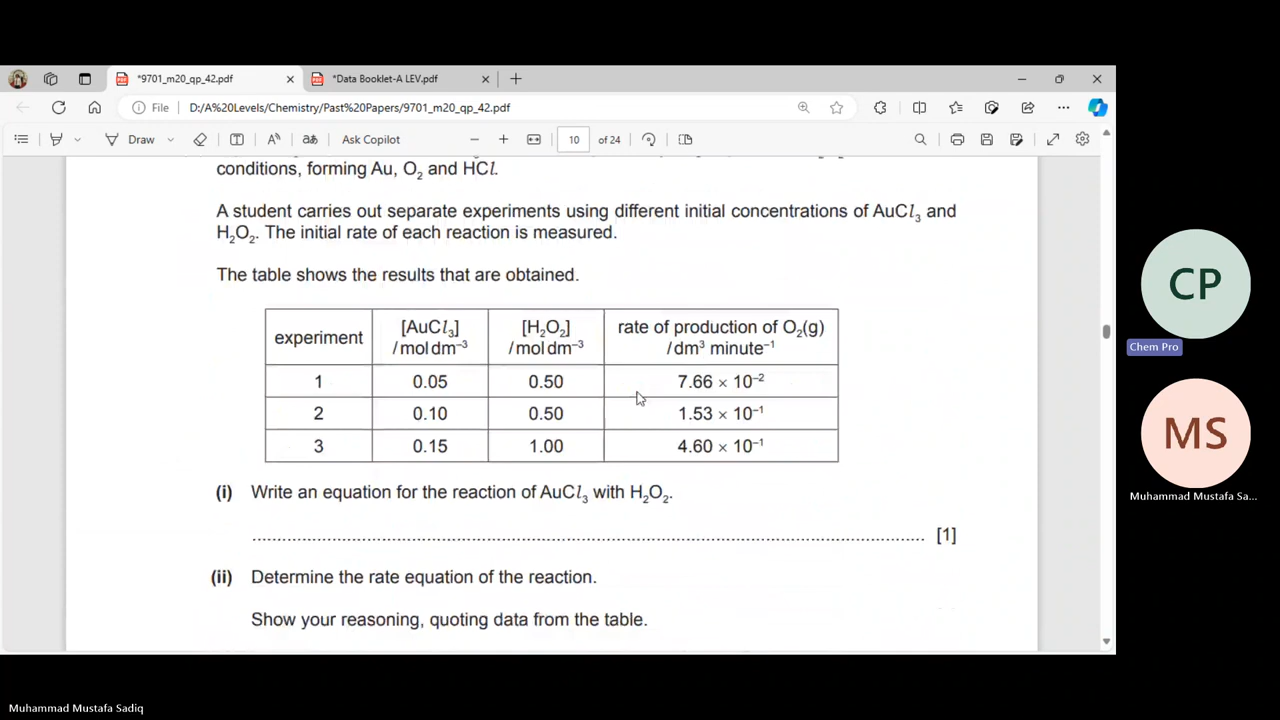 *9701_m20_qp_42.pdf
*Data Booklet-A LEV.pdf
File
D:/A%20Levels/Chemistry/Past%20Papers/9701_m20_qp_42.pdf
Draw
Ask Copilot
10
of 24
conditions, forming Au, O₂ and HCl.
A student carries out separate experiments using different initial concentrations of AuCl₃ and
H₂O₂. The initial rate of each reaction is measured.
The table shows the results that are obtained.
experiment
[AuCl₃]
/ mol dm⁻³
[H₂O₂]
/ mol dm⁻³
rate of production of O₂(g)
/ dm³ minute⁻¹
1 0.05 0.50 7.66 × 10⁻²
2 0.10 0.50 1.53 × 10⁻¹
3 0.15 1.00 4.60 × 10⁻¹
(i) Write an equation for the reaction of AuCl₃ with H₂O₂.
[1]
(ii) Determine the rate equation of the reaction.
Show your reasoning, quoting data from the table.
CP
Chem Pro
MS
Muhammad Mustafa Sa...
Muhammad Mustafa Sadiq